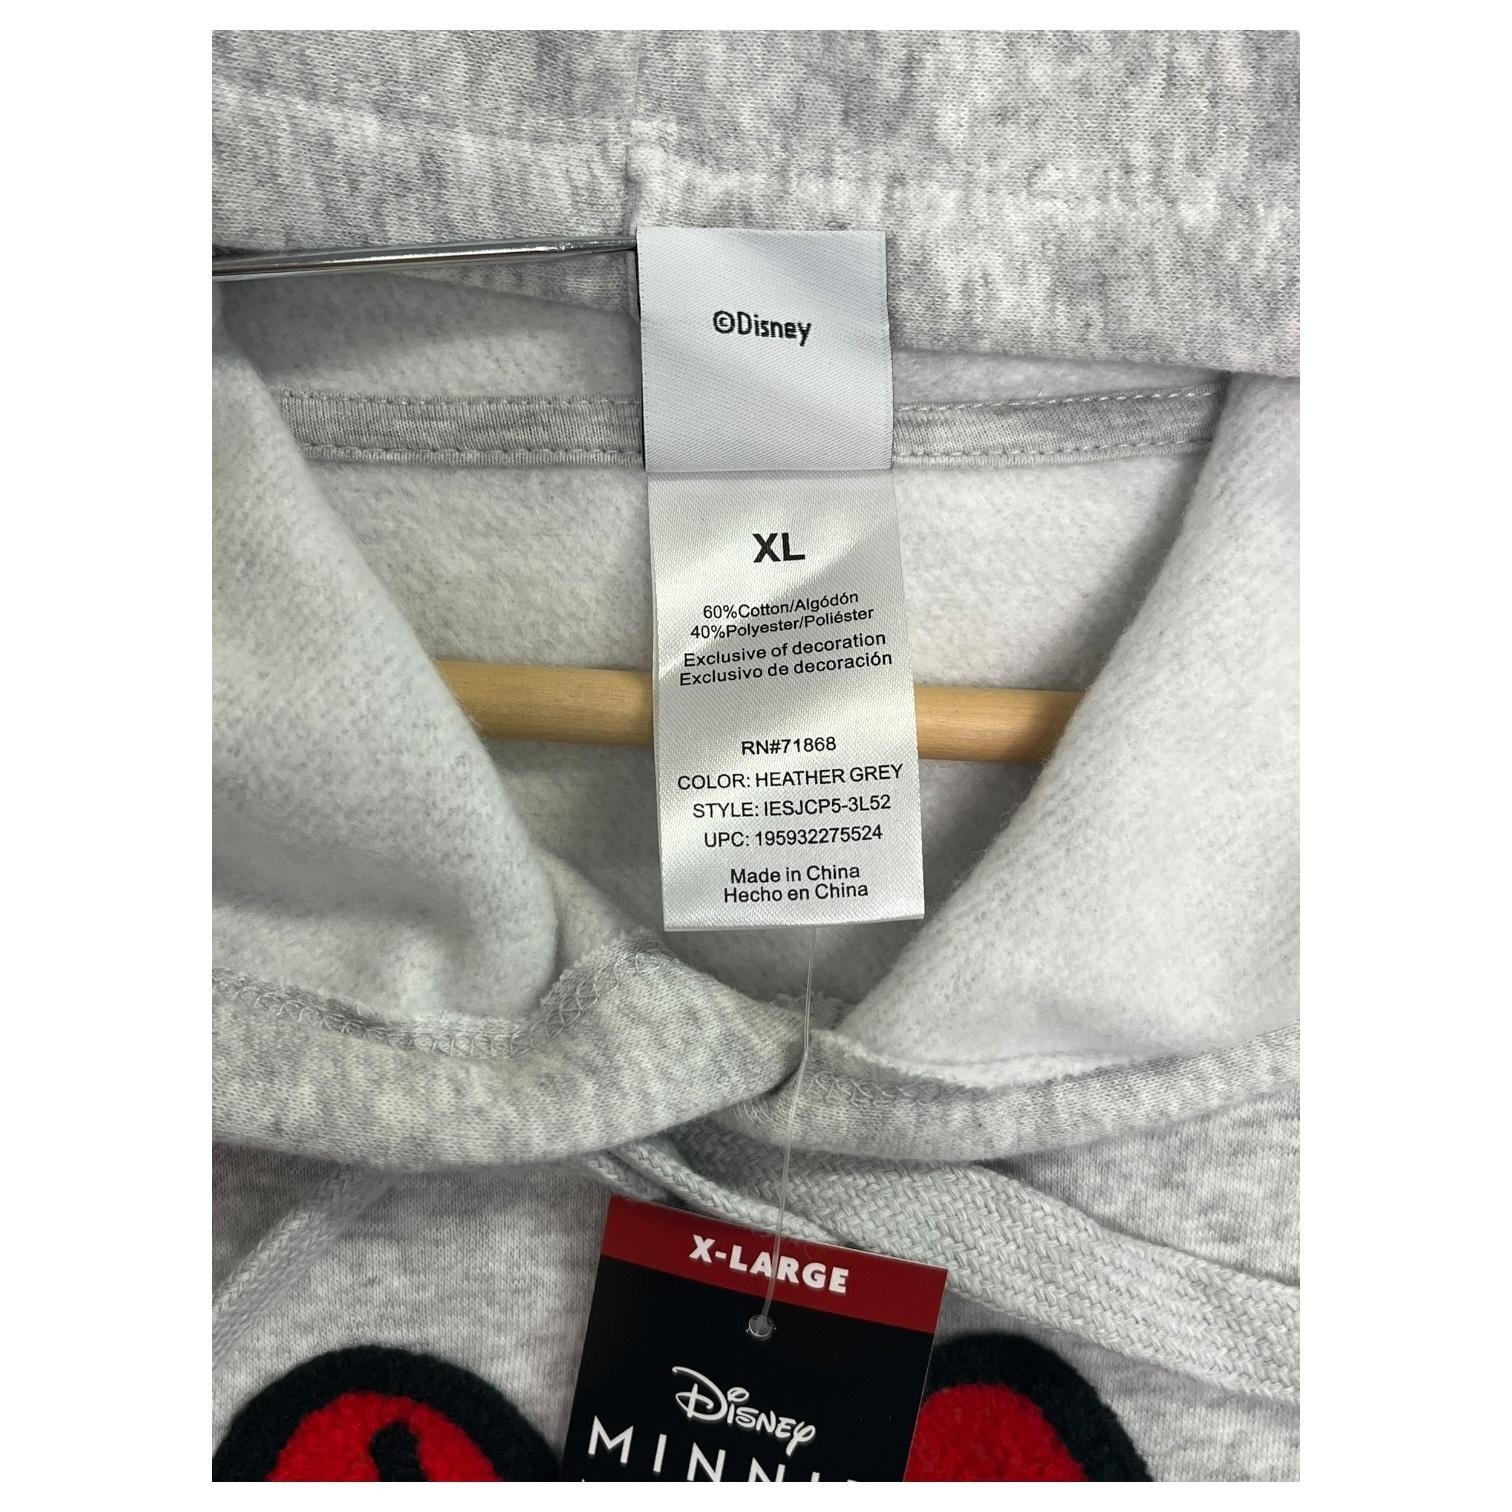 ©Disney
XL
60%Cotton/Algódón
40%Polyester/Poliéster
Exclusive of decoration
Exclusivo de decoración
RN#71868
COLOR: HEATHER GREY
STYLE: IESJCP5-3L52
UPC: 195932275524
Made in China
Hecho en China
X-LARGE
Disney